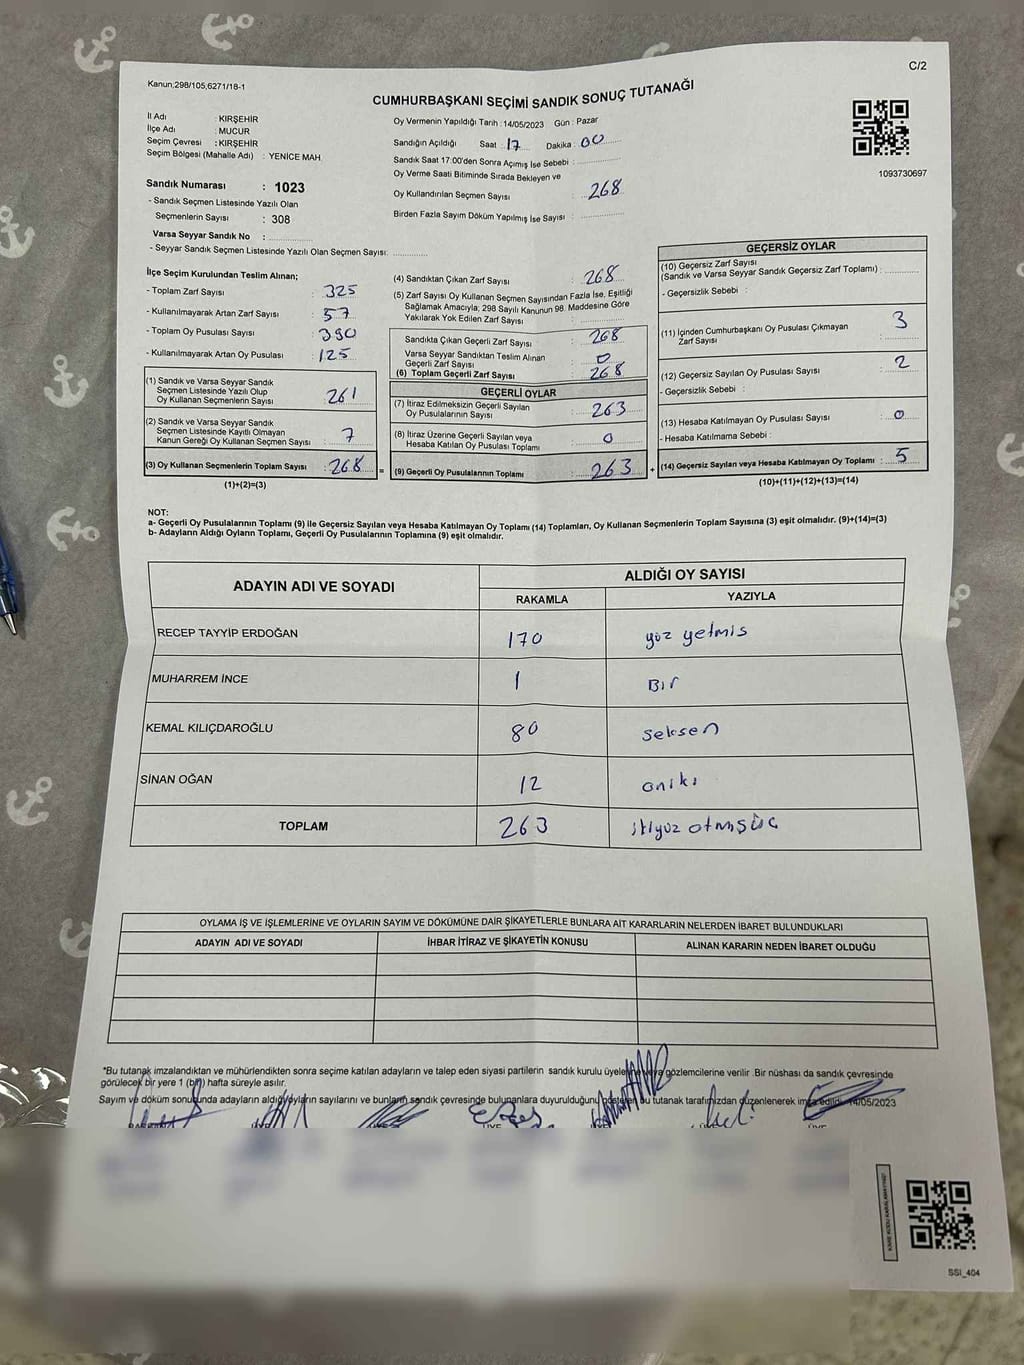 C/2
Kanun;298/105;6271/18-1
CUMHURBAŞKANI SEÇİMİ SANDIK SONUÇ TUTANAĞI
İl Adı : KIRŞEHİR
İlçe Adı : MUCUR
Seçim Çevresi : KIRŞEHİR
Seçim Bölgesi (Mahalle Adı) : YENİCE MAH.
Sandık Numarası : 1023
- Sandık Seçmen Listesinde Yazılı Olan
Seçmenlerin Sayısı : 308
Varsa Seyyar Sandık No :
- Seyyar Sandık Seçmen Listesinde Yazılı Olan Seçmen Sayısı:
Oy Vermenin Yapıldığı Tarih : 14/05/2023 Gün : Pazar
Sandığın Açıldığı Saat : 17 Dakika : 00
Sandık Saat 17:00'den Sonra Açımış İse Sebebi :
Oy Verme Saati Bitiminde Sırada Bekleyen ve
Oy Kullandırılan Seçmen Sayısı : 268
Birden Fazla Sayım Döküm Yapılmış İse Sayısı :
1093730697
İlçe Seçim Kurulundan Teslim Alınan;
- Toplam Zarf Sayısı : 325
- Kullanılmayarak Artan Zarf Sayısı : 57
- Toplam Oy Pusulası Sayısı : 390
- Kullanılmayarak Artan Oy Pusulası : 125
(1) Sandık ve Varsa Seyyar Sandık
Seçmen Listesinde Yazılı Olup
Oy Kullanan Seçmenlerin Sayısı : 261
(2) Sandık ve Varsa Seyyar Sandık
Seçmen Listesinde Kayıtlı Olmayan
Kanun Gereği Oy Kullanan Seçmen Sayısı : 7
(3) Oy Kullanan Seçmenlerin Toplam Sayısı : 268
(1)+(2)=(3)
(4) Sandıktan Çıkan Zarf Sayısı : 268
(5) Zarf Sayısı Oy Kullanan Seçmen Sayısından Fazla İse, Eşitliği
Sağlamak Amacıyla; 298 Sayılı Kanunun 98. Maddesine Göre
Yakılarak Yok Edilen Zarf Sayısı :
Sandıkta Çıkan Geçerli Zarf Sayısı : 268
Varsa Seyyar Sandıktan Teslim Alınan
Geçerli Zarf Sayısı : 0
(6) Toplam Geçerli Zarf Sayısı : 268
GEÇERLİ OYLAR
(7) İtiraz Edilmeksizin Geçerli Sayılan
Oy Pusulalarının Sayısı : 263
(8) İtiraz Üzerine Geçerli Sayılan veya
Hesaba Katılan Oy Pusulası Toplamı : 0
= (9) Geçerli Oy Pusulalarının Toplamı : 263 +
GEÇERSİZ OYLAR
(10) Geçersiz Zarf Sayısı
(Sandık ve Varsa Seyyar Sandık Geçersiz Zarf Toplamı) :
- Geçersizlik Sebebi :
(11) İçinden Cumhurbaşkanı Oy Pusulası Çıkmayan
Zarf Sayısı : 3
(12) Geçersiz Sayılan Oy Pusulası Sayısı : 2
- Geçersizlik Sebebi :
(13) Hesaba Katılmayan Oy Pusulası Sayısı : 0
- Hesaba Katılmama Sebebi :
(14) Geçersiz Sayılan veya Hesaba Katılmayan Oy Toplamı : 5
(10)+(11)+(12)+(13)=(14)
NOT:
a- Geçerli Oy Pusulalarının Toplamı (9) ile Geçersiz Sayılan veya Hesaba Katılmayan Oy Toplamı (14) Toplamları, Oy Kullanan Seçmenlerin Toplam Sayısına (3) eşit olmalıdır. (9)+(14)=(3)
b- Adayların Aldığı Oyların Toplamı, Geçerli Oy Pusulalarının Toplamına (9) eşit olmalıdır.
ADAYIN ADI VE SOYADI ALDIĞI OY SAYISI
RAKAMLA YAZIYLA
RECEP TAYYİP ERDOĞAN 170 yüz yetmis
MUHARREM İNCE 1 Bir
KEMAL KILIÇDAROĞLU 80 seksen
SİNAN OĞAN 12 oniki
TOPLAM 263 ikiyüz otmışüç
OYLAMA İŞ VE İŞLEMLERİNE VE OYLARIN SAYIM VE DÖKÜMÜNE DAİR ŞİKAYETLERLE BUNLARA AİT KARARLARIN NELERDEN İBARET BULUNDUKLARI
ADAYIN ADI VE SOYADI İHBAR İTİRAZ VE ŞİKAYETİN KONUSU ALINAN KARARIN NEDEN İBARET OLDUĞU
*Bu tutanak imzalandıktan ve mühürlendikten sonra seçime katılan adayların ve talep eden siyasi partilerin sandık kurulu üyelerine veya gözlemcilerine verilir .Bir nüshası da sandık çevresinde
görülecek bir yere 1 (bir) hafta süreyle asılır.
Sayım ve döküm sonucunda adayların aldığı oyların sayılarını ve bunların sandık çevresinde bulunanlara duyurulduğunu gösteren bu tutanak tarafımızdan düzenlenerek imza edildi. 14/05/2023
SSİ_404